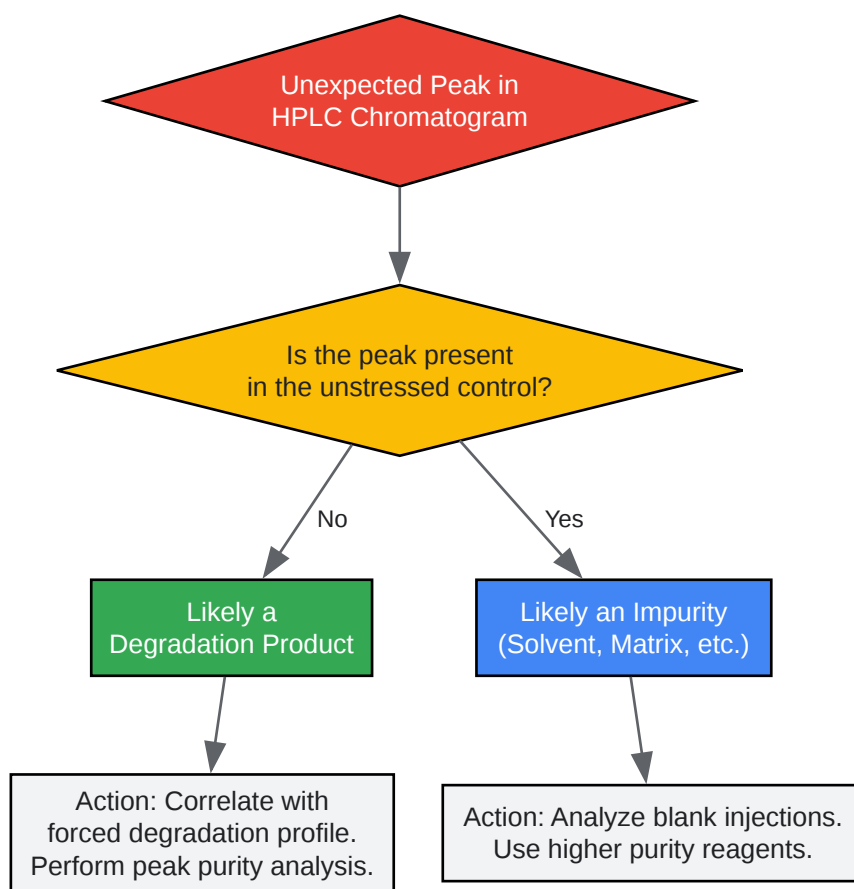 Unexpected Peak in
HPLC Chromatogram
Is the peak present
in the unstressed control?
No
Yes
Likely a
Degradation Product
Likely an Impurity
(Solvent, Matrix, etc.)
Action: Correlate with
forced degradation profile.
Perform peak purity analysis.
Action: Analyze blank injections.
Use higher purity reagents.